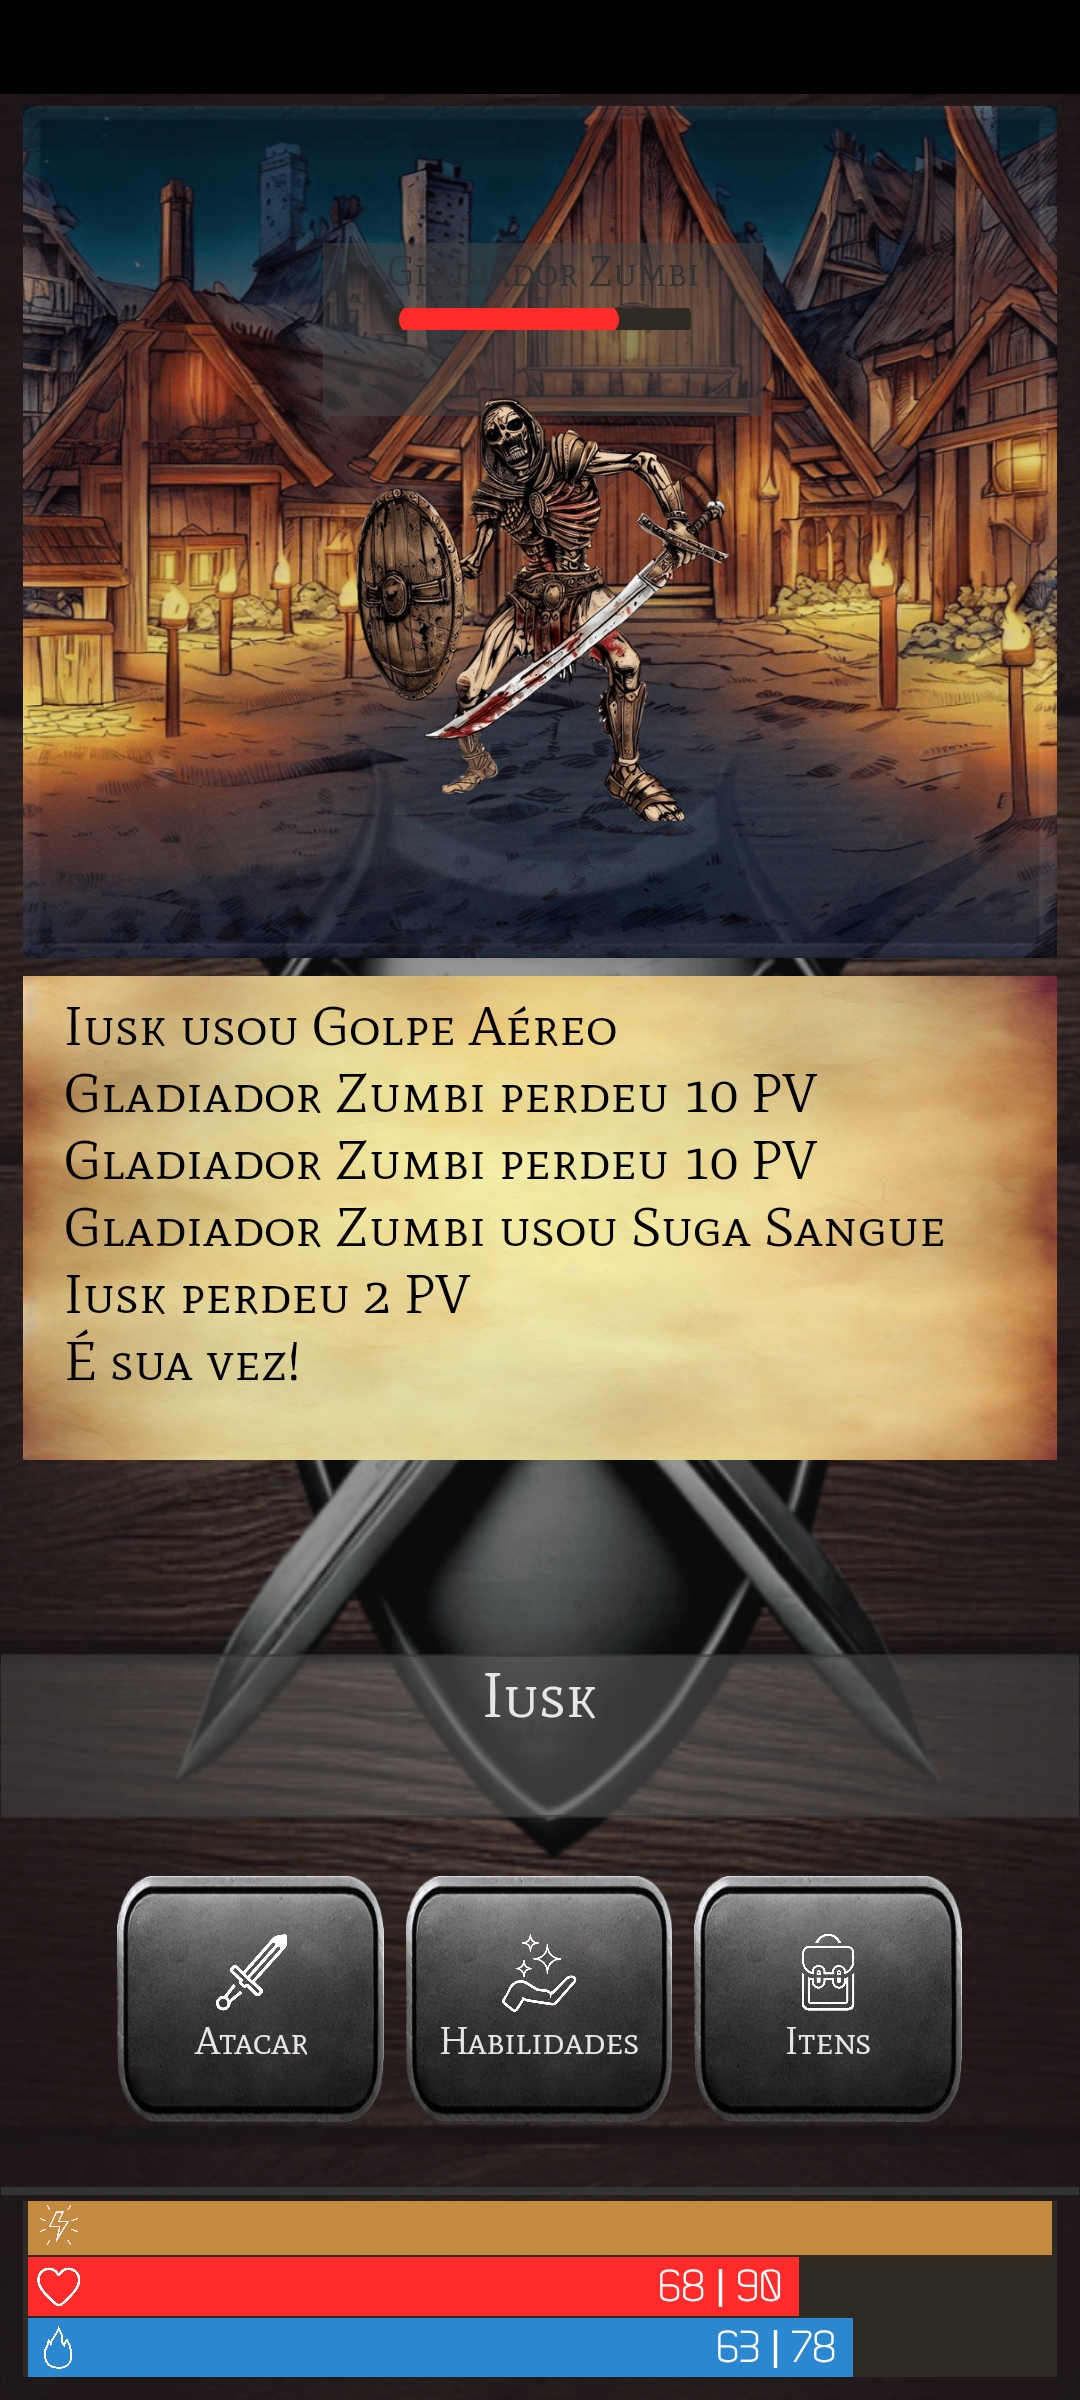 Gladiador Zumbi
Iusk usou Golpe Aéreo
Gladiador Zumbi perdeu 10 PV
Gladiador Zumbi perdeu 10 PV
Gladiador Zumbi usou Suga Sangue
Iusk perdeu 2 PV
É sua vez!
Iusk
Atacar
Habilidades
Itens
68 | 90
63 | 78